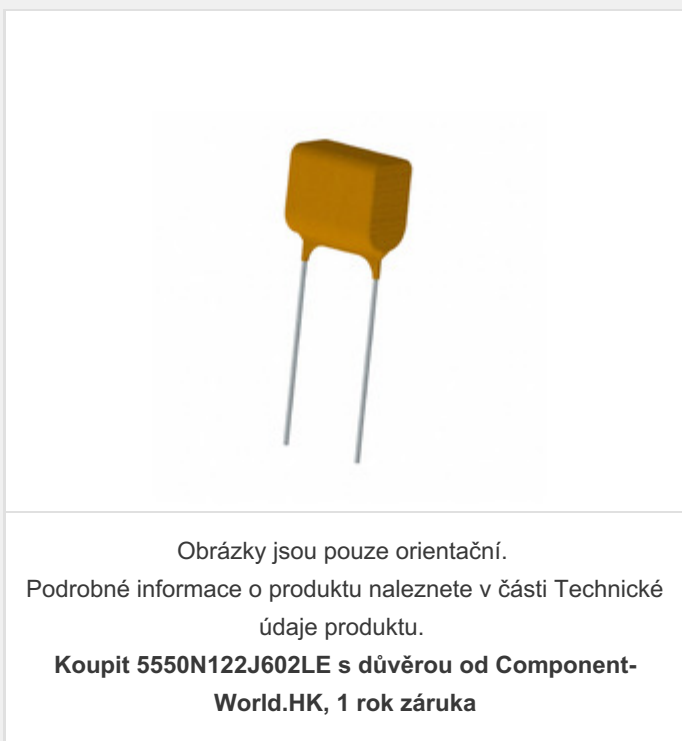 Obrázky jsou pouze orientační.
Podrobné informace o produktu naleznete v části Technické
údaje produktu.
Koupit 5550N122J602LE s důvěrou od Component-
World.HK, 1 rok záruka